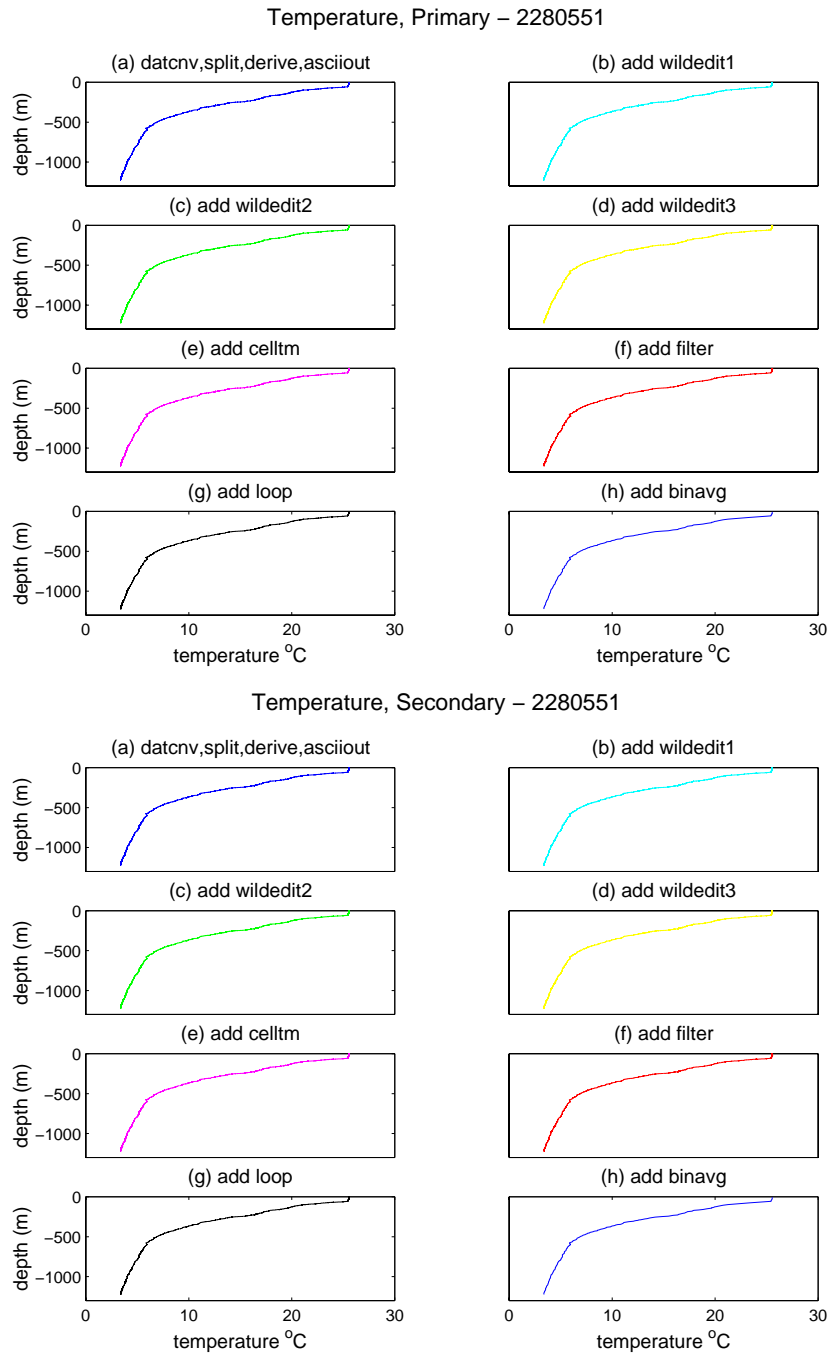 Temperature, Primary − 2280551
(a) datcnv,split,derive,asciiout
(b) add wildedit1
0
−500
−1000
depth (m)
(c) add wildedit2
(d) add wildedit3
0
−500
−1000
depth (m)
(e) add celltm
(f) add filter
0
−500
−1000
depth (m)
(g) add loop
(h) add binavg
0
−500
−1000
depth (m)
0 10 20 30
temperature °C
0 10 20 30
temperature °C
Temperature, Secondary − 2280551
(a) datcnv,split,derive,asciiout
(b) add wildedit1
0
−500
−1000
depth (m)
(c) add wildedit2
(d) add wildedit3
0
−500
−1000
depth (m)
(e) add celltm
(f) add filter
0
−500
−1000
depth (m)
(g) add loop
(h) add binavg
0
−500
−1000
depth (m)
0 10 20 30
temperature °C
0 10 20 30
temperature °C